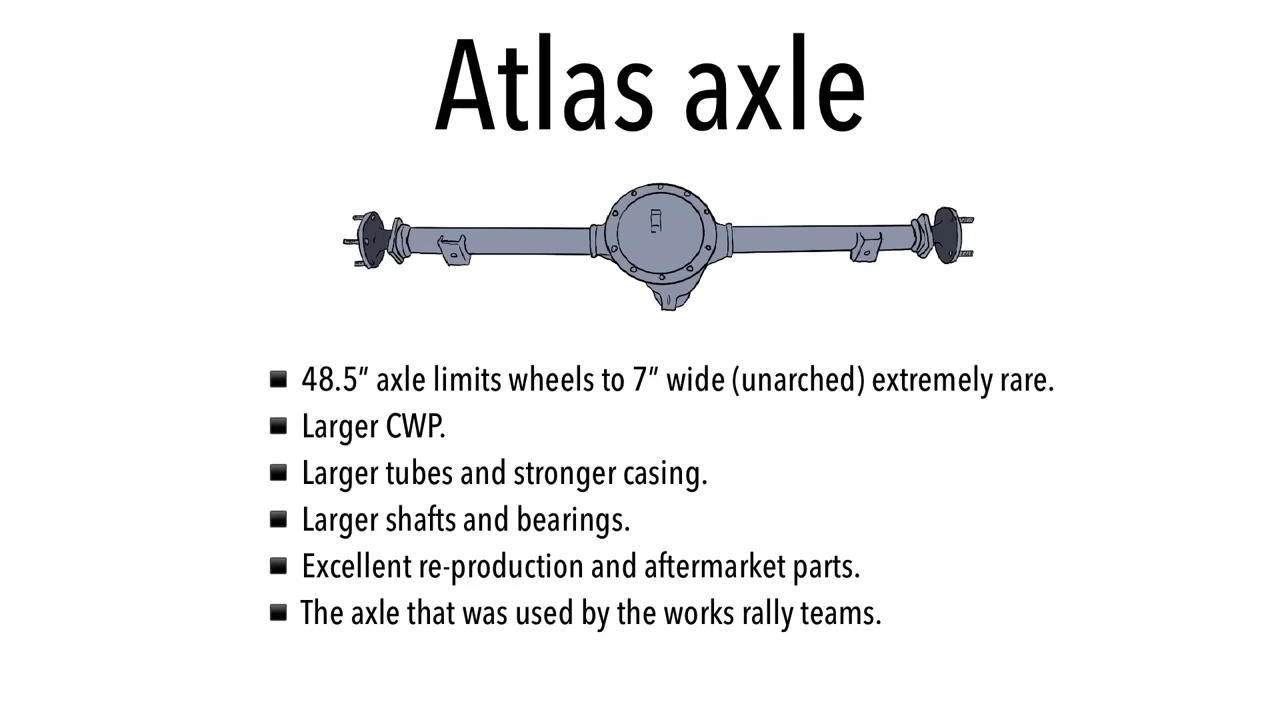 Atlas axle
▪ 48.5” axle limits wheels to 7” wide (unarched) extremely rare.
▪ Larger CWP.
▪ Larger tubes and stronger casing.
▪ Larger shafts and bearings.
▪ Excellent re-production and aftermarket parts.
▪ The axle that was used by the works rally teams.